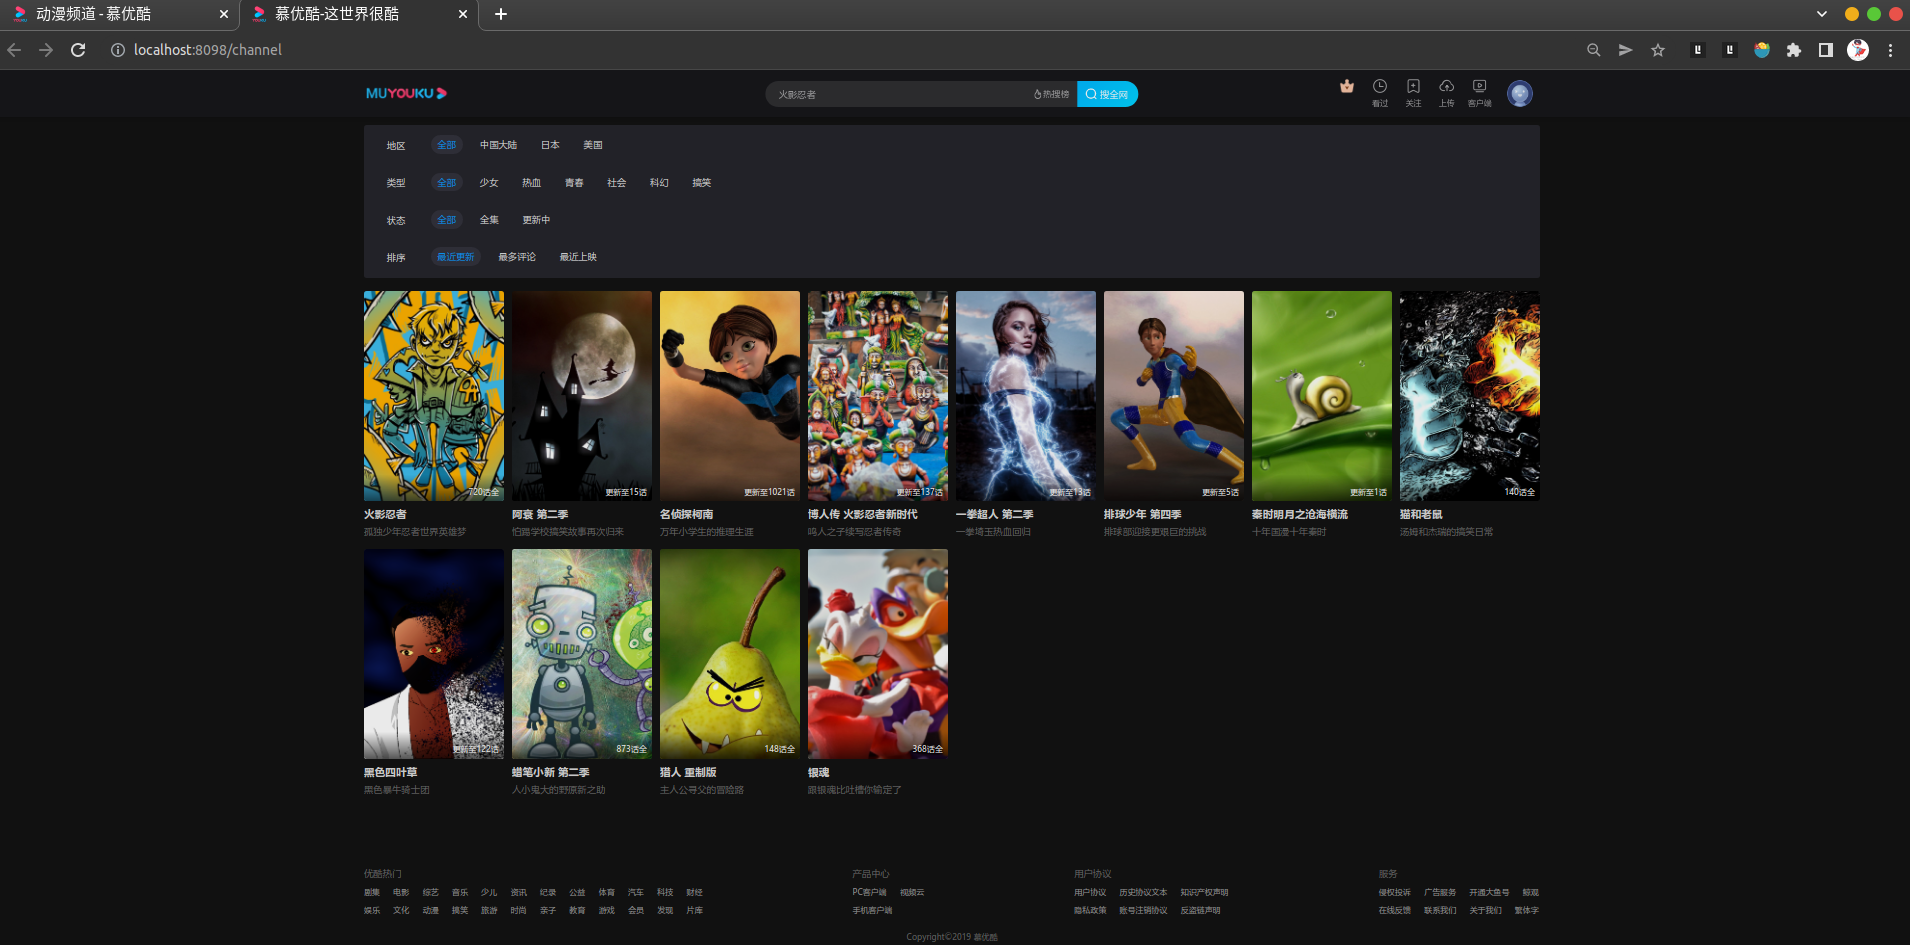 动漫频道 - 慕优酷
慕优酷-这世界很酷
localhost:8098/channel
MUYOUKU
火影忍者
热搜榜
搜全网
看过
关注
上传
客户端
地区 全部 中国大陆 日本 美国
类型 全部 少女 热血 青春 社会 科幻 搞笑
状态 全部 全集 更新中
排序 最近更新 最多评论 最近上映
720话全
更新至15话
更新至1021话
更新至137话
更新至13话
更新至5话
更新至1话
140话全
火影忍者
阿衰 第二季
名侦探柯南
博人传 火影忍者新时代
一拳超人 第二季
排球少年 第四季
秦时明月之沧海横流
猫和老鼠
孤独少年忍者世界英雄梦
怕踢学校搞笑故事再次归来
万年小学生的推理生涯
鸣人之子续写忍者传奇
一拳埼玉热血回归
排球部迎接更艰巨的挑战
十年国漫十年秦时
汤姆和杰瑞的搞笑日常
更新至122话
873话全
148话全
368话全
黑色四叶草
蜡笔小新 第二季
猎人 重制版
银魂
黑色暴牛骑士团
人小鬼大的野原新之助
主人公寻父的冒险路
跟银魂比吐槽你输定了
优酷热门
剧集 电影 综艺 音乐 少儿 资讯 纪录 公益 体育 汽车 科技 财经
娱乐 文化 动漫 搞笑 旅游 时尚 亲子 教育 游戏 会员 发现 片库
产品中心
PC客户端 视频云
手机客户端
用户协议
用户协议 历史协议文本 知识产权声明
隐私政策 账号注销协议 反盗链声明
服务
侵权投诉 广告服务 开通大鱼号 鲸观
在线反馈 联系我们 关于我们 繁体字
Copyright©2019 慕优酷